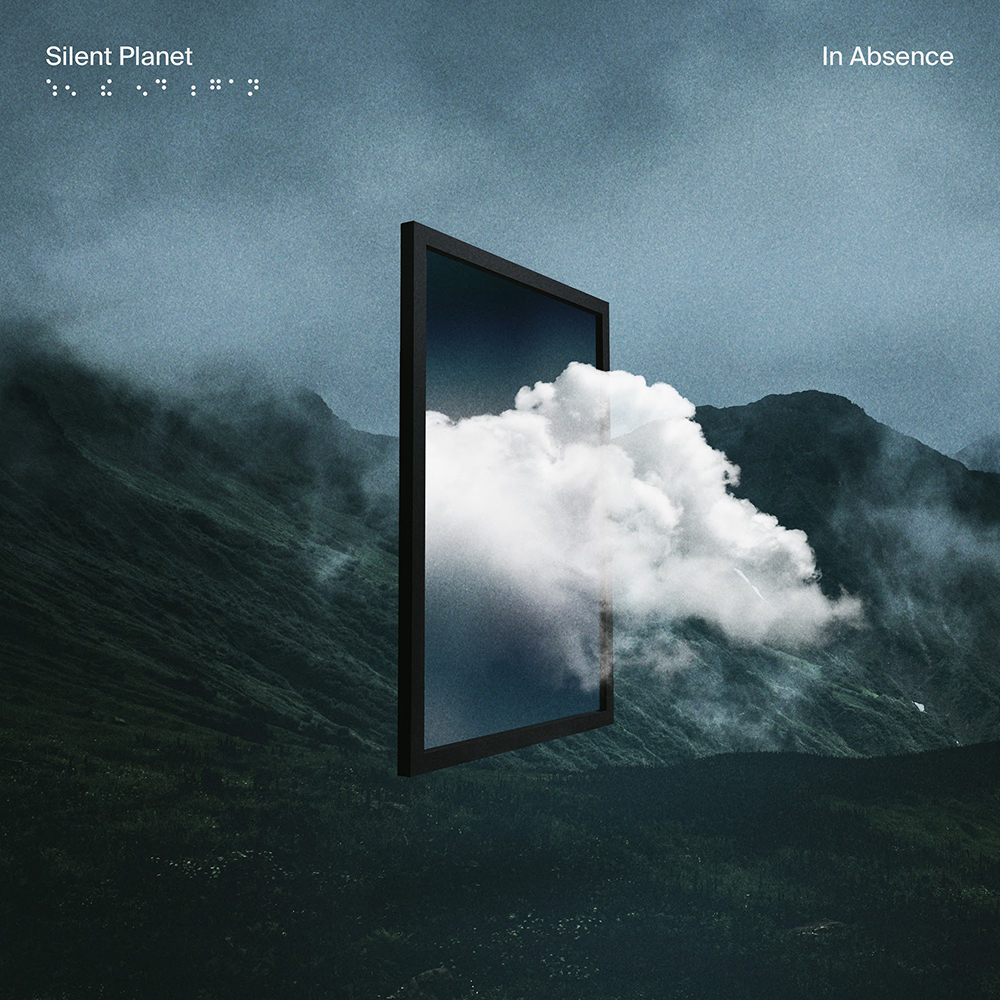 Silent Planet
⠱⠢ ⠮ ⠢⠙ ⠆⠛⠁⠝
In Absence